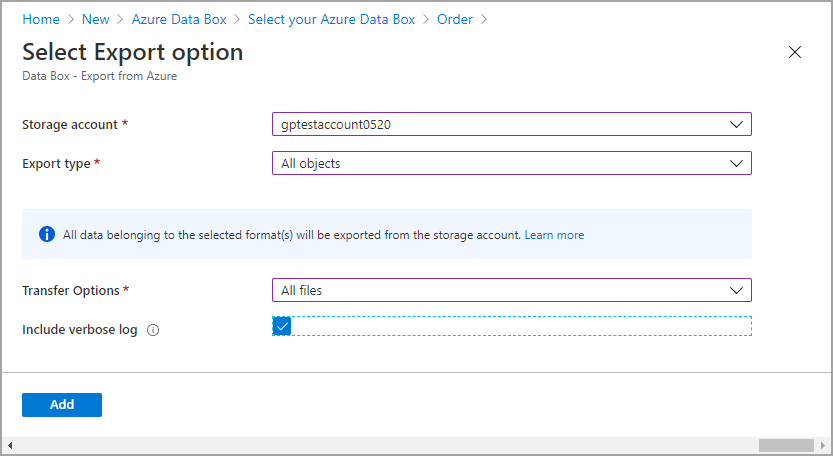 Home > New > Azure Data Box > Select your Azure Data Box > Order >
Select Export option
Data Box - Export from Azure
Storage account * gptestaccount0520
Export type * All objects
All data belonging to the selected format(s) will be exported from the storage account. Learn more
Transfer Options * All files
Include verbose log
Add